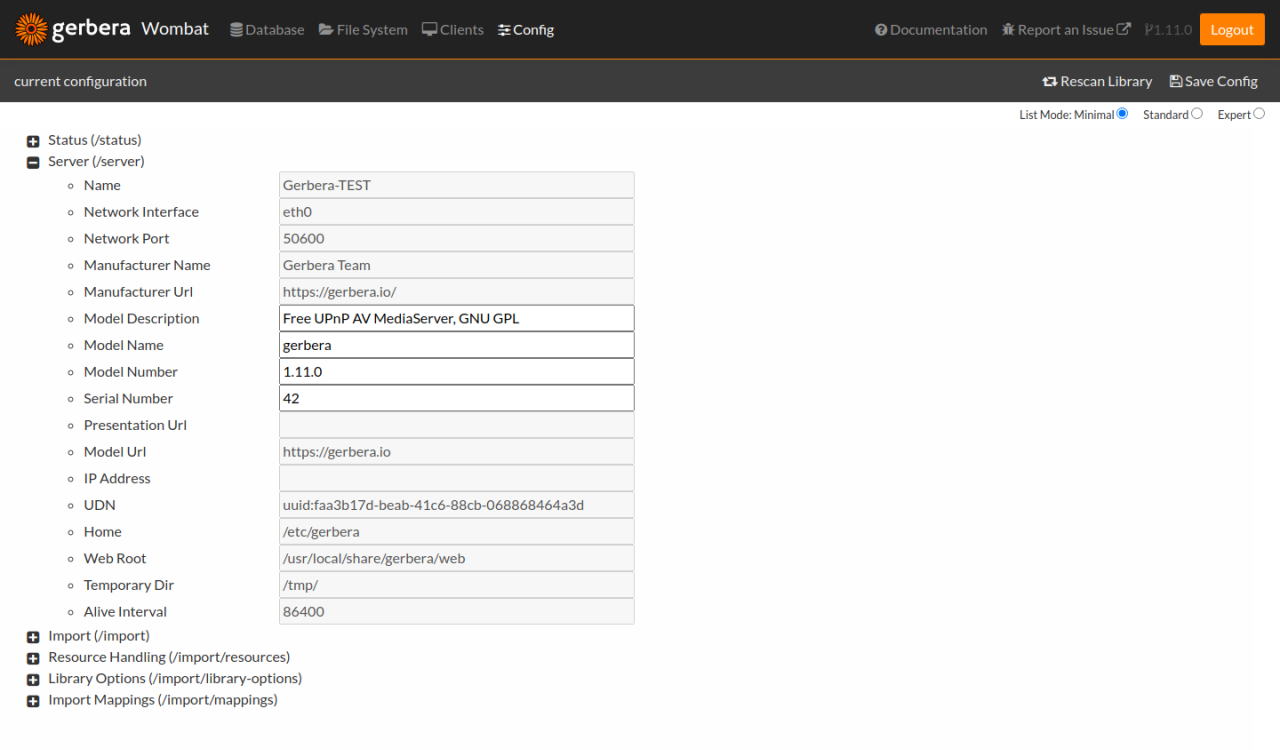 gerbera Wombat Database File System Clients Config Documentation Report an Issue 1.11.0 Logout
current configuration Rescan Library Save Config
List Mode: Minimal Standard Expert
Status (/status)
Server (/server)
Name Gerbera-TEST
Network Interface eth0
Network Port 50600
Manufacturer Name Gerbera Team
Manufacturer Url https://gerbera.io/
Model Description Free UPnP AV MediaServer, GNU GPL
Model Name gerbera
Model Number 1.11.0
Serial Number 42
Presentation Url
Model Url https://gerbera.io
IP Address
UDN uuid:faa3b17d-beab-41c6-88cb-068868464a3d
Home /etc/gerbera
Web Root /usr/local/share/gerbera/web
Temporary Dir /tmp/
Alive Interval 86400
Import (/import)
Resource Handling (/import/resources)
Library Options (/import/library-options)
Import Mappings (/import/mappings)